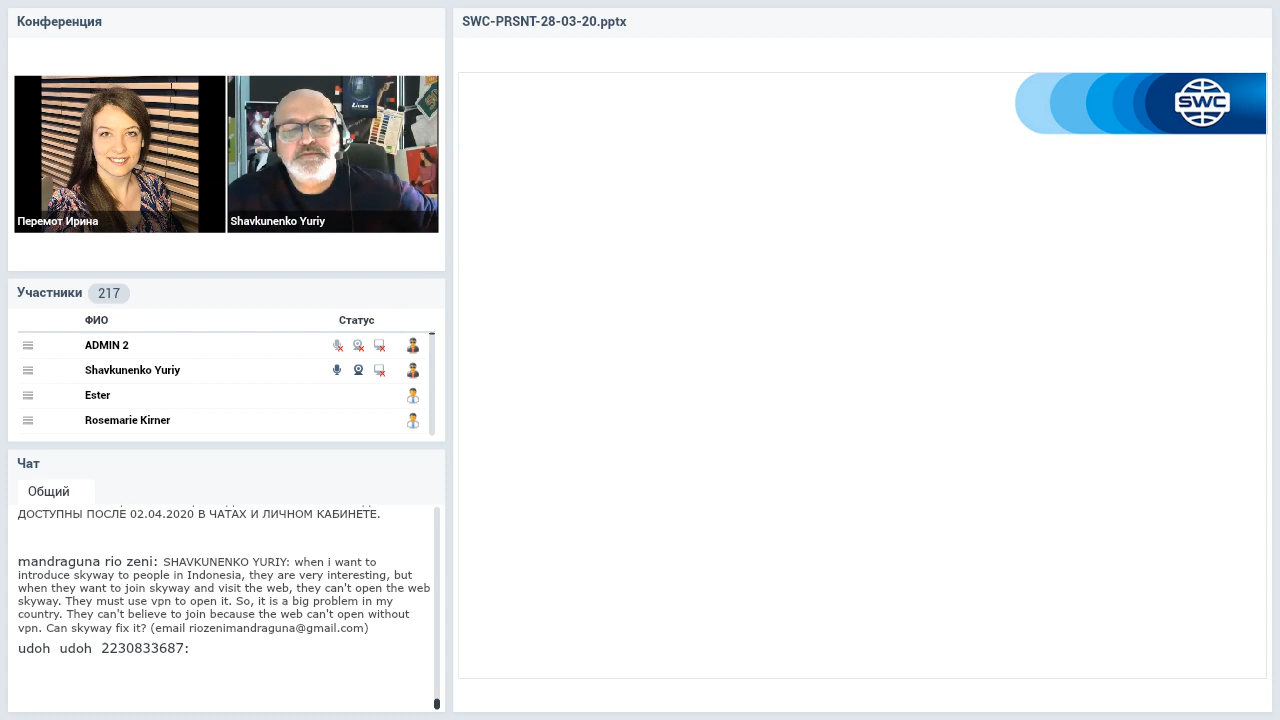 Конференция
Перемот Ирина
Shavkunenko Yuriy
Участники 217
ФИО Статус
ADMIN 2
Shavkunenko Yuriy
Ester
Rosemarie Kirner
Чат
Общий
ДОСТУПНЫ ПОСЛЕ 02.04.2020 В ЧАТАХ И ЛИЧНОМ КАБИНЕТЕ.
mandraguna rio zeni: SHAVKUNENKO YURIY: when i want to
introduce skyway to people in Indonesia, they are very interesting, but
when they want to join skyway and visit the web, they can't open the web
skyway. They must use vpn to open it. So, it is a big problem in my
country. They can't believe to join because the web can't open without
vpn. Can skyway fix it? (email riozenimandraguna@gmail.com)
udoh udoh 2230833687:
SWC-PRSNT-28-03-20.pptx
SWC